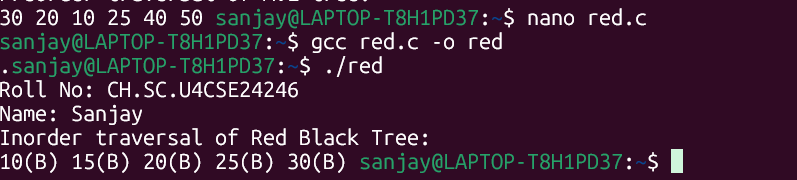 30 20 10 25 40 50 sanjay@LAPTOP-T8H1PD37:~$ nano red.c
sanjay@LAPTOP-T8H1PD37:~$ gcc red.c -o red
.sanjay@LAPTOP-T8H1PD37:~$ ./red
Roll No: CH.SC.U4CSE24246
Name: Sanjay
Inorder traversal of Red Black Tree:
10(B) 15(B) 20(B) 25(B) 30(B) sanjay@LAPTOP-T8H1PD37:~$